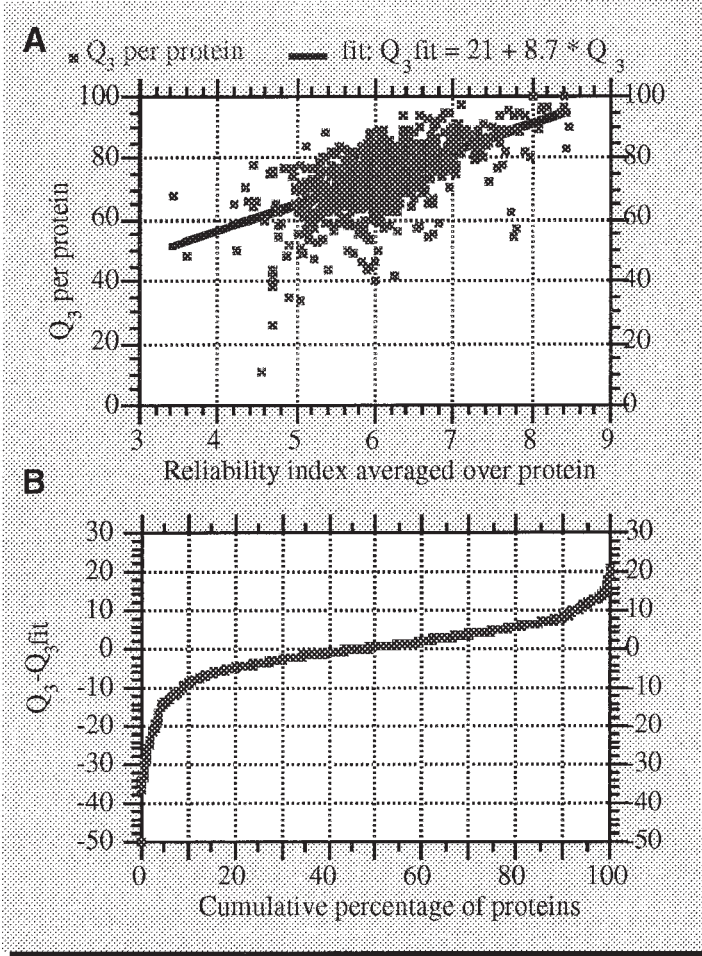 A
Q3 per protein fit: Q3fit = 21 + 8.7 * Q3
100 100
80 80
60 60
40 40
20 20
0 0
3 4 5 6 7 8 9
Q3 per protein
Reliability index averaged over protein
B
30 30
20 20
10 10
0 0
-10 -10
-20 -20
-30 -30
-40 -40
-50 -50
0 20 40 60 80 100
Q3-Q3fit
Cumulative percentage of proteins